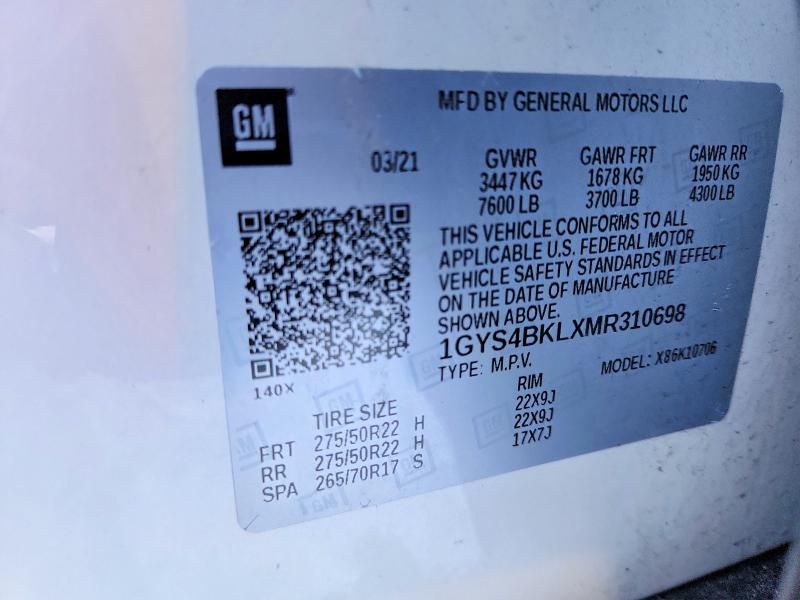 GM
MFD BY GENERAL MOTORS LLC
03/21
GVWR GAWR FRT GAWR RR
3447 KG 1678 KG 1950 KG
7600 LB 3700 LB 4300 LB
THIS VEHICLE CONFORMS TO ALL
APPLICABLE U.S. FEDERAL MOTOR
VEHICLE SAFETY STANDARDS IN EFFECT
ON THE DATE OF MANUFACTURE
SHOWN ABOVE.
1GYS4BKLXMR310698
TYPE: M.P.V. MODEL: X86K10706
140X
TIRE SIZE RIM
FRT 275/50R22 H 22X9J
RR 275/50R22 H 22X9J
SPA 265/70R17 S 17X7J